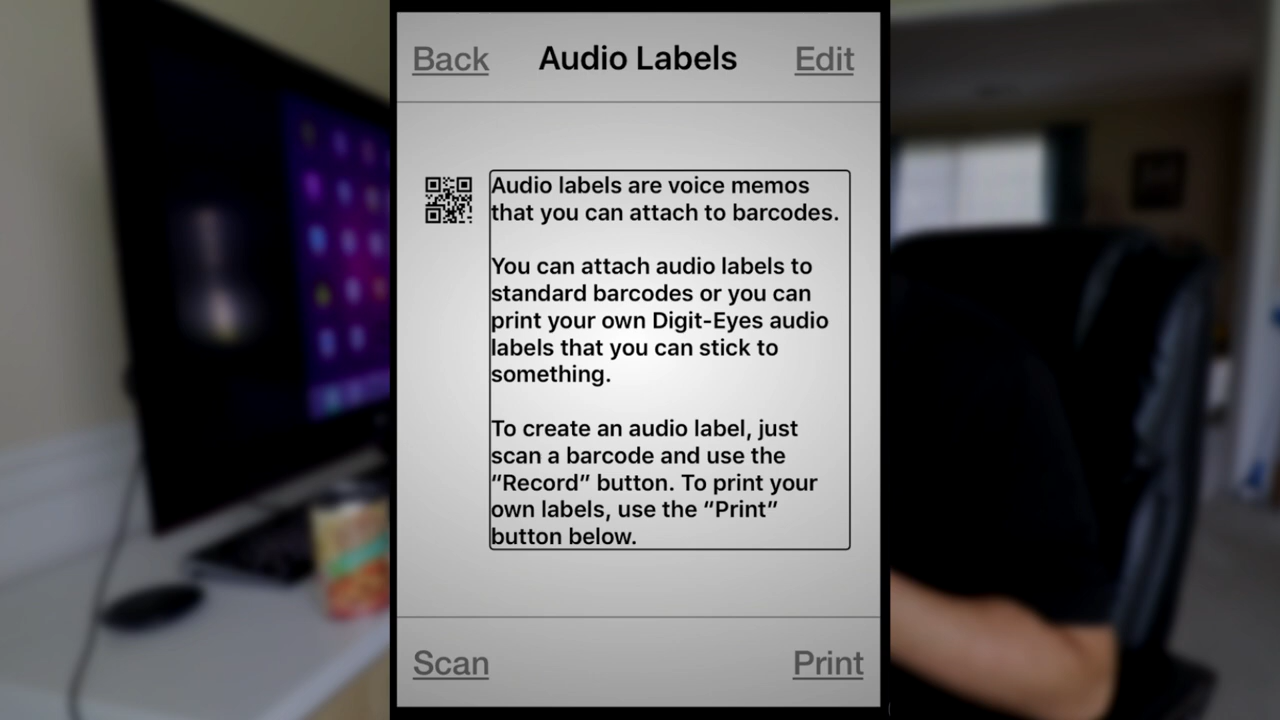 Back Audio Labels Edit
Audio labels are voice memos
that you can attach to barcodes.
You can attach audio labels to
standard barcodes or you can
print your own Digit-Eyes audio
labels that you can stick to
something.
To create an audio label, just
scan a barcode and use the
“Record” button. To print your
own labels, use the “Print”
button below.
Scan Print